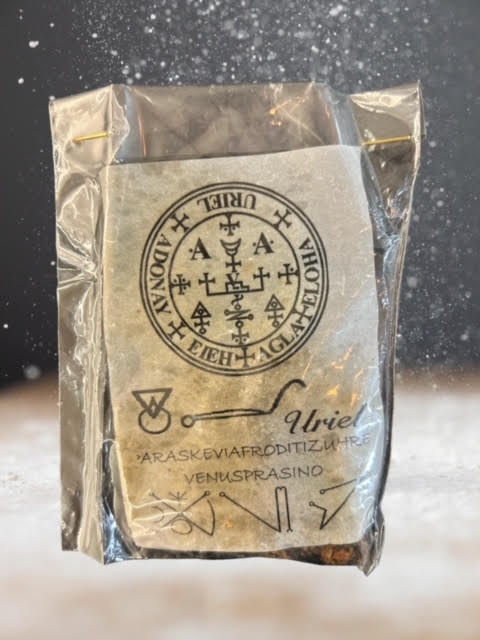 URIEL
ELOHA
AGLA
EIEH
ADONAY
A A
Uriel
'ARASKEVIAFRODITIZUHRE
VENUSPRASINO